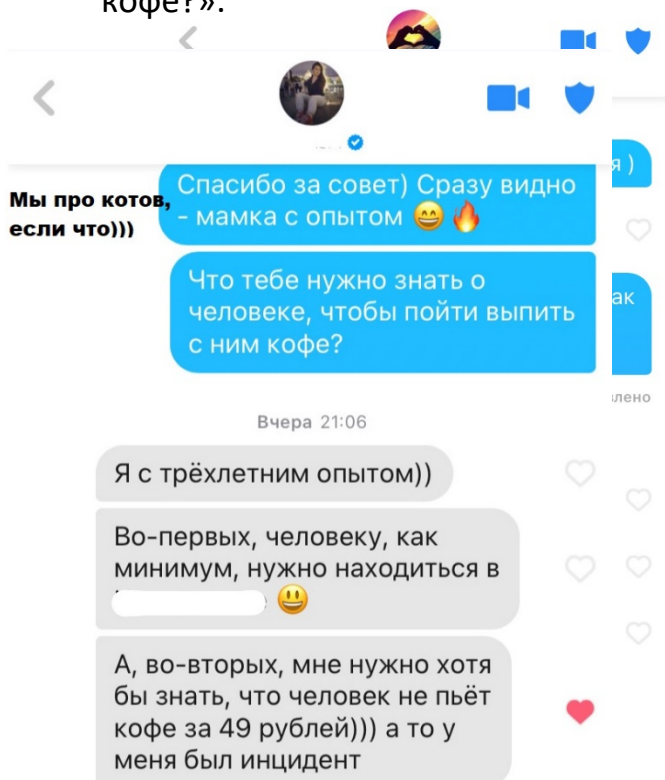 кофе?».
я )
Спасибо за совет) Сразу видно
- мамка с опытом 😄 🔥
Мы про котов,
если что)))
Что тебе нужно знать о
человеке, чтобы пойти выпить
с ним кофе?
ак
влено
Вчера 21:06
Я с трёхлетним опытом))
Во-первых, человеку, как
минимум, нужно находиться в
😃
А, во-вторых, мне нужно хотя
бы знать, что человек не пьёт
кофе за 49 рублей))) а то у
меня был инцидент